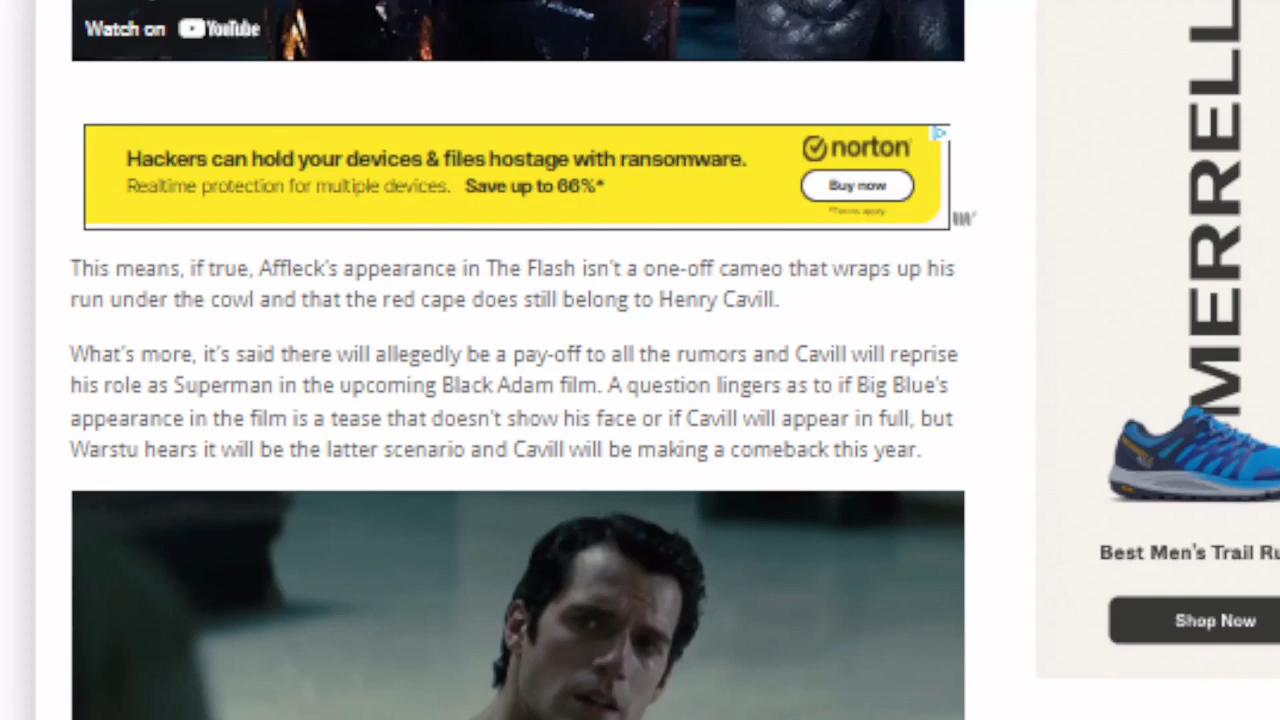 Watch on YouTube
Hackers can hold your devices & files hostage with ransomware.
Realtime protection for multiple devices. Save up to 66%*
norton
Buy now
*Terms apply
This means, if true, Affleck's appearance in The Flash isn't a one-off cameo that wraps up his
run under the cowl and that the red cape does still belong to Henry Cavill.
What's more, it's said there will allegedly be a pay-off to all the rumors and Cavill will reprise
his role as Superman in the upcoming Black Adam film. A question lingers as to if Big Blue's
appearance in the film is a tease that doesn't show his face or if Cavill will appear in full, but
Warstu hears it will be the latter scenario and Cavill will be making a comeback this year.
MERRELL
Best Men's Trail Ru
Shop Now